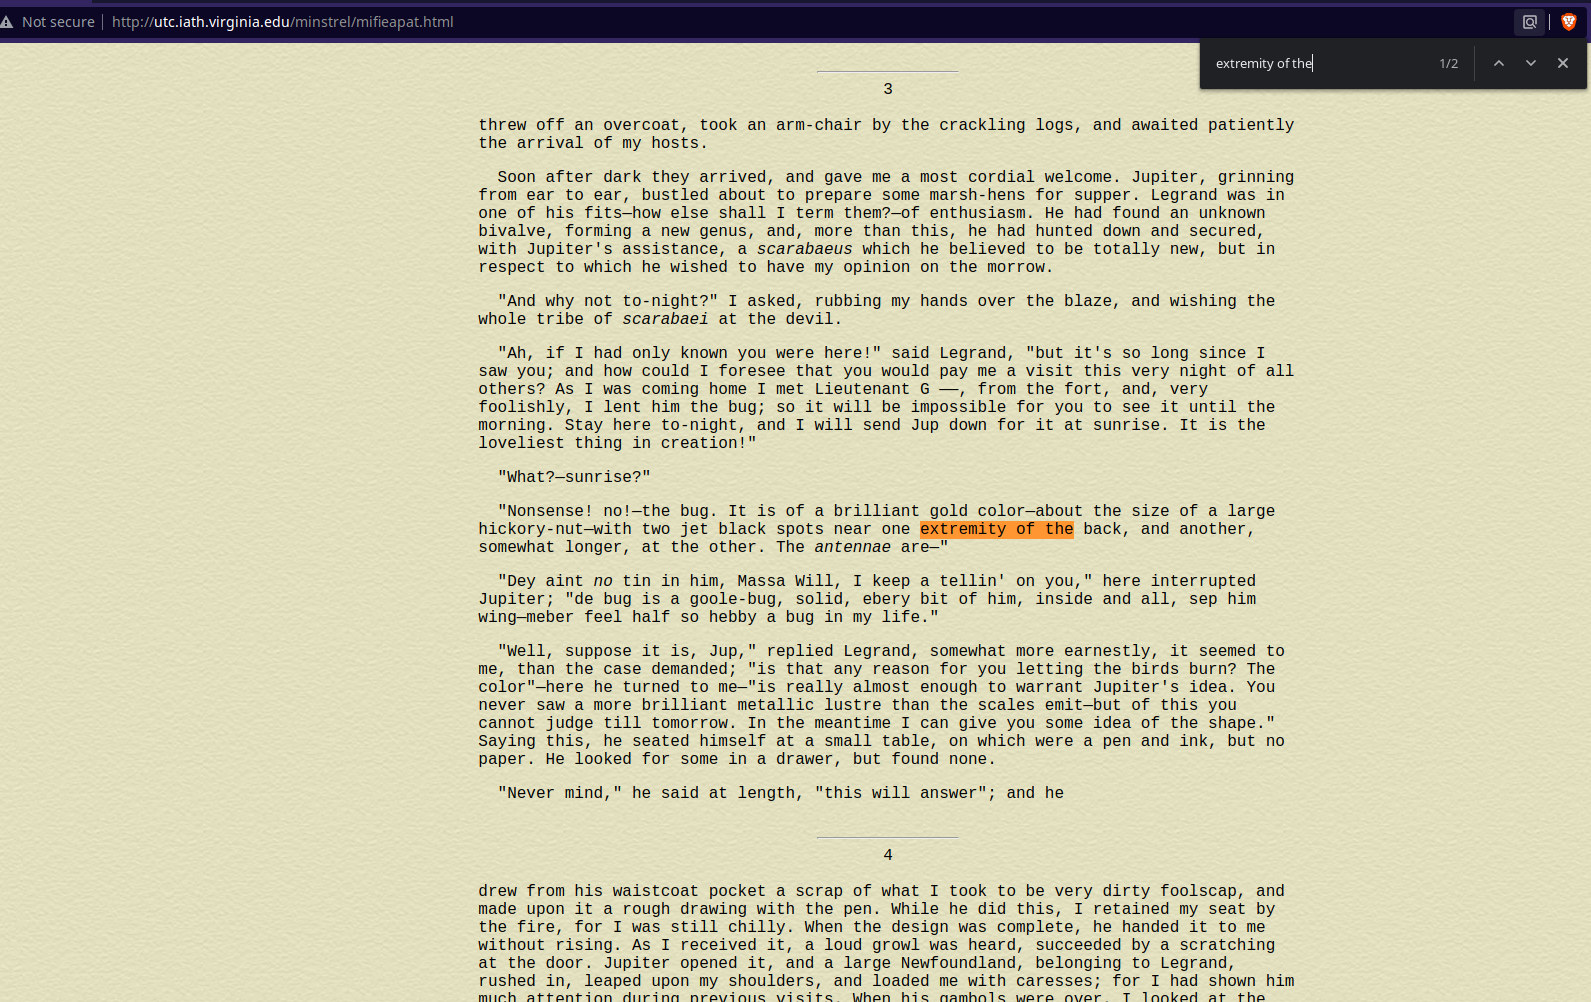 Not secure
http://utc.iath.virginia.edu/minstrel/mifieapat.html
extremity of the
1/2
3
threw off an overcoat, took an arm-chair by the crackling logs, and awaited patiently
the arrival of my hosts.
Soon after dark they arrived, and gave me a most cordial welcome. Jupiter, grinning
from ear to ear, bustled about to prepare some marsh-hens for supper. Legrand was in
one of his fits—how else shall I term them?—of enthusiasm. He had found an unknown
bivalve, forming a new genus, and, more than this, he had hunted down and secured,
with Jupiter's assistance, a scarabaeus which he believed to be totally new, but in
respect to which he wished to have my opinion on the morrow.
"And why not to-night?" I asked, rubbing my hands over the blaze, and wishing the
whole tribe of scarabaei at the devil.
"Ah, if I had only known you were here!" said Legrand, "but it's so long since I
saw you; and how could I foresee that you would pay me a visit this very night of all
others? As I was coming home I met Lieutenant G ——, from the fort, and, very
foolishly, I lent him the bug; so it will be impossible for you to see it until the
morning. Stay here to-night, and I will send Jup down for it at sunrise. It is the
loveliest thing in creation!"
"What?—sunrise?"
"Nonsense! no!—the bug. It is of a brilliant gold color—about the size of a large
hickory-nut—with two jet black spots near one extremity of the back, and another,
somewhat longer, at the other. The antennae are—"
"Dey aint no tin in him, Massa Will, I keep a tellin' on you," here interrupted
Jupiter; "de bug is a goole-bug, solid, ebery bit of him, inside and all, sep him
wing—meber feel half so hebby a bug in my life."
"Well, suppose it is, Jup," replied Legrand, somewhat more earnestly, it seemed to
me, than the case demanded; "is that any reason for you letting the birds burn? The
color"—here he turned to me—"is really almost enough to warrant Jupiter's idea. You
never saw a more brilliant metallic lustre than the scales emit—but of this you
cannot judge till tomorrow. In the meantime I can give you some idea of the shape."
Saying this, he seated himself at a small table, on which were a pen and ink, but no
paper. He looked for some in a drawer, but found none.
"Never mind," he said at length, "this will answer"; and he
4
drew from his waistcoat pocket a scrap of what I took to be very dirty foolscap, and
made upon it a rough drawing with the pen. While he did this, I retained my seat by
the fire, for I was still chilly. When the design was complete, he handed it to me
without rising. As I received it, a loud growl was heard, succeeded by a scratching
at the door. Jupiter opened it, and a large Newfoundland, belonging to Legrand,
rushed in, leaped upon my shoulders, and loaded me with caresses; for I had shown him
much attention during previous visits. When his gambols were over, I looked at the